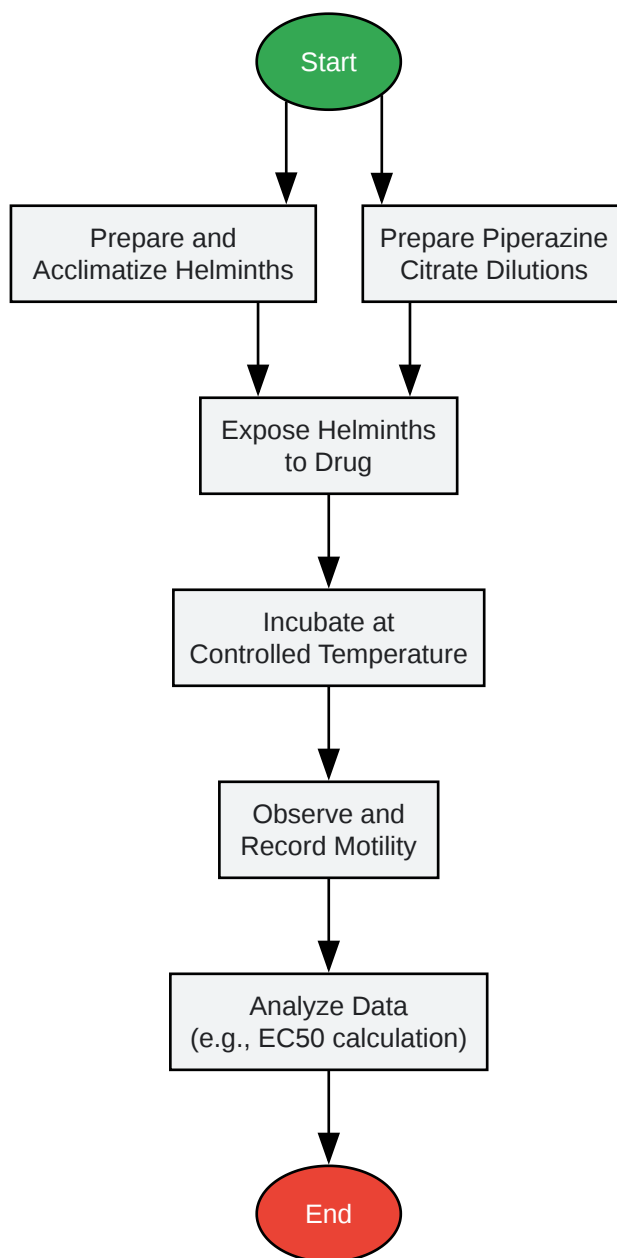 Start
Prepare and
Acclimatize Helminths
Prepare Piperazine
Citrate Dilutions
Expose Helminths
to Drug
Incubate at
Controlled Temperature
Observe and
Record Motility
Analyze Data
(e.g., EC50 calculation)
End